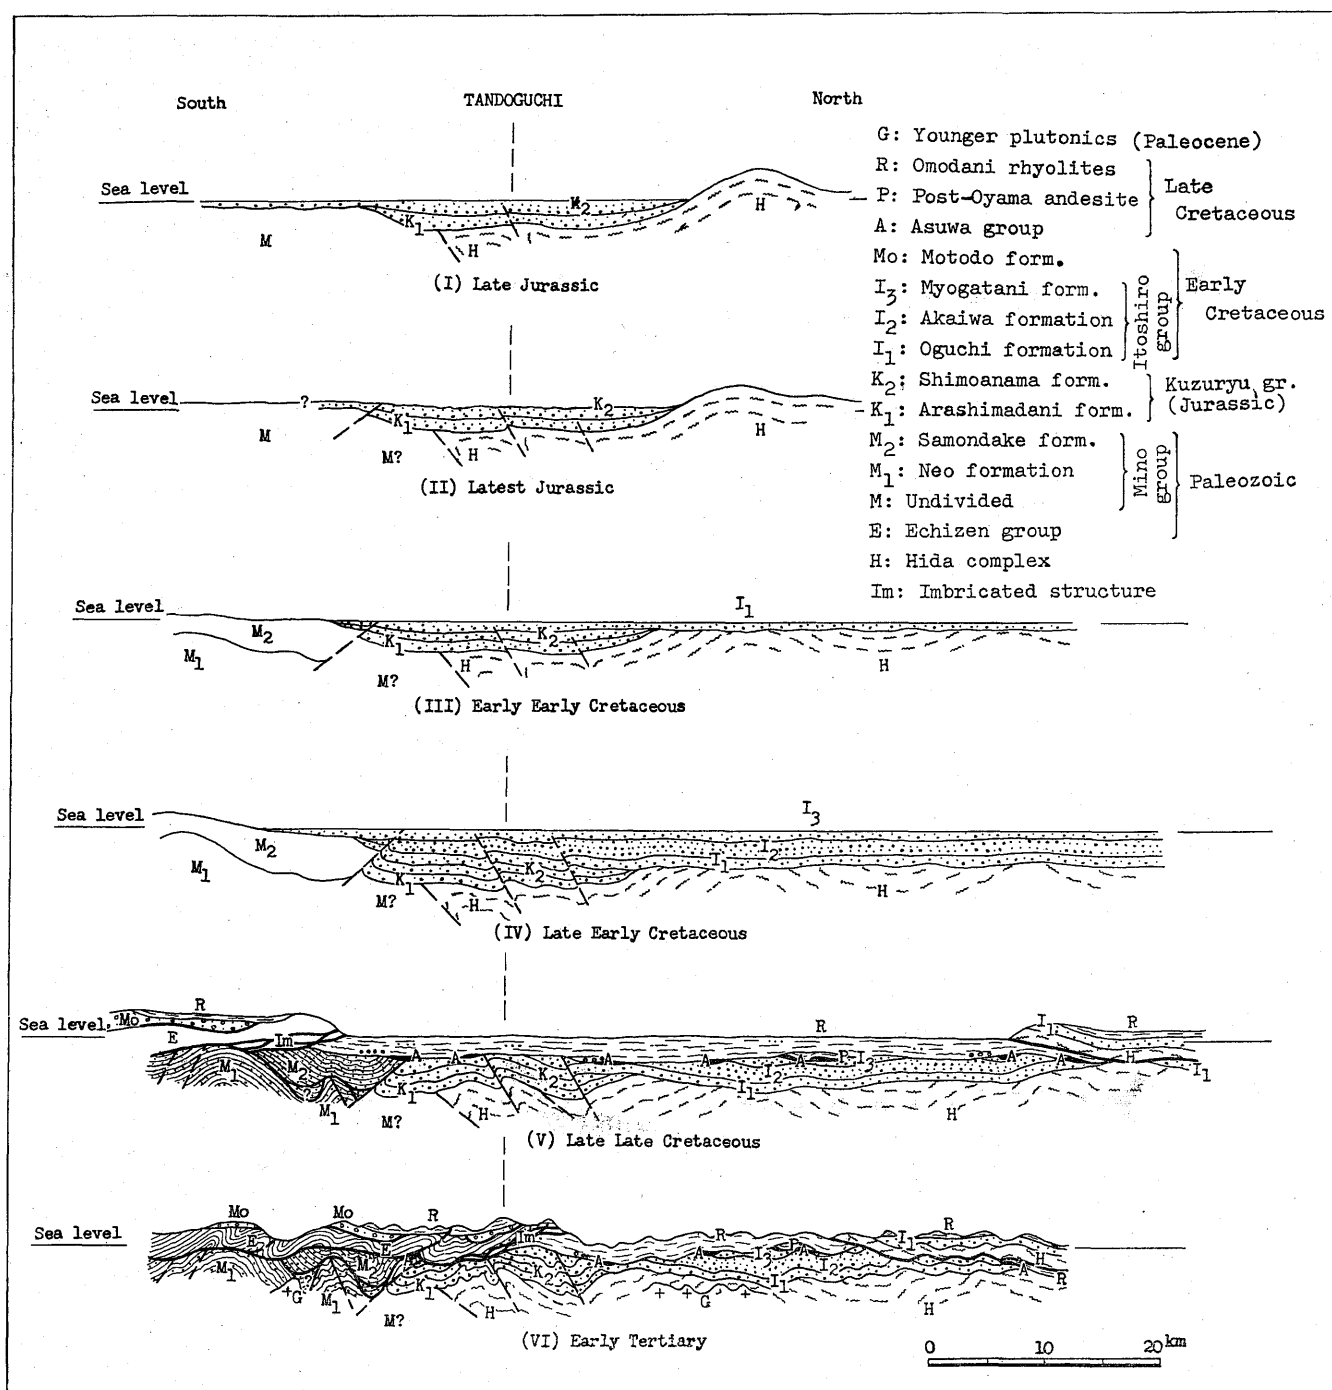 South TANDOGUCHI North
G: Younger plutonics (Paleocene)
R: Omodani rhyolites
P: Post-Oyama andesite
A: Asuwa group
Late
Cretaceous
Mo: Motodo form.
I3: Myogatani form.
I2: Akaiwa formation
I1: Oguchi formation
Itoshiro
group
Early
Cretaceous
K2: Shimoanama form.
K1: Arashimadani form.
Kuzuryu gr.
(Jurassic)
M2: Samondake form.
M1: Neo formation
M: Undivided
Mino
group
E: Echizen group
Paleozoic
H: Hida complex
Im: Imbricated structure
Sea level
M K1 H K2 H
(I) Late Jurassic
Sea level
? K2
M K1 M? H H
(II) Latest Jurassic
Sea level
I1
M2 K1 K2
M1 M? H H
(III) Early Early Cretaceous
Sea level
I3
M2 I2
M1 K1 K2 I1
M? H H
(IV) Late Early Cretaceous
Sea level
Mo R R I1 R
E Im A A A A P I3 A A H I1
M1 M2 K2 I2
M1 K1 I1
M? H H
(V) Late Late Cretaceous
Sea level
Mo Mo R R I1 R
E E Im A P A H
M1 M2 A K2 A I3 I2 A R
G M1 K1 I1
M? H G H
(VI) Early Tertiary
0 10 20 km